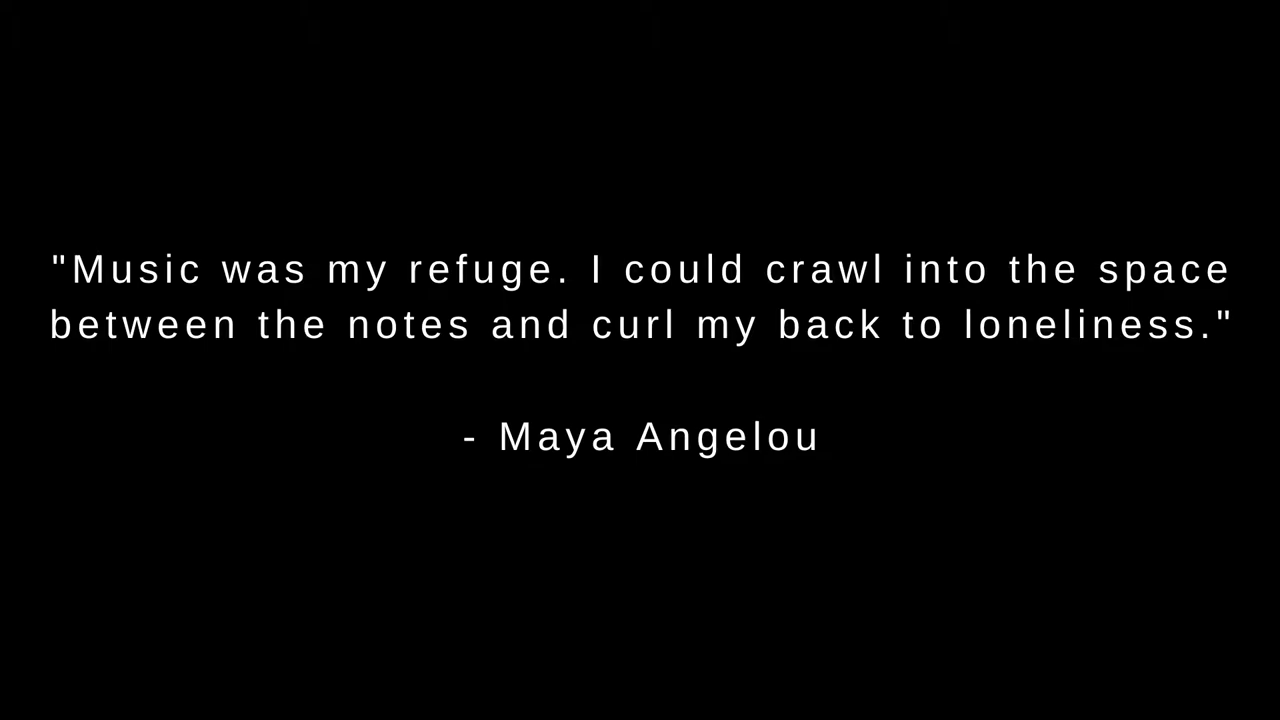 "Music was my refuge. I could crawl into the space
between the notes and curl my back to loneliness."
- Maya Angelou